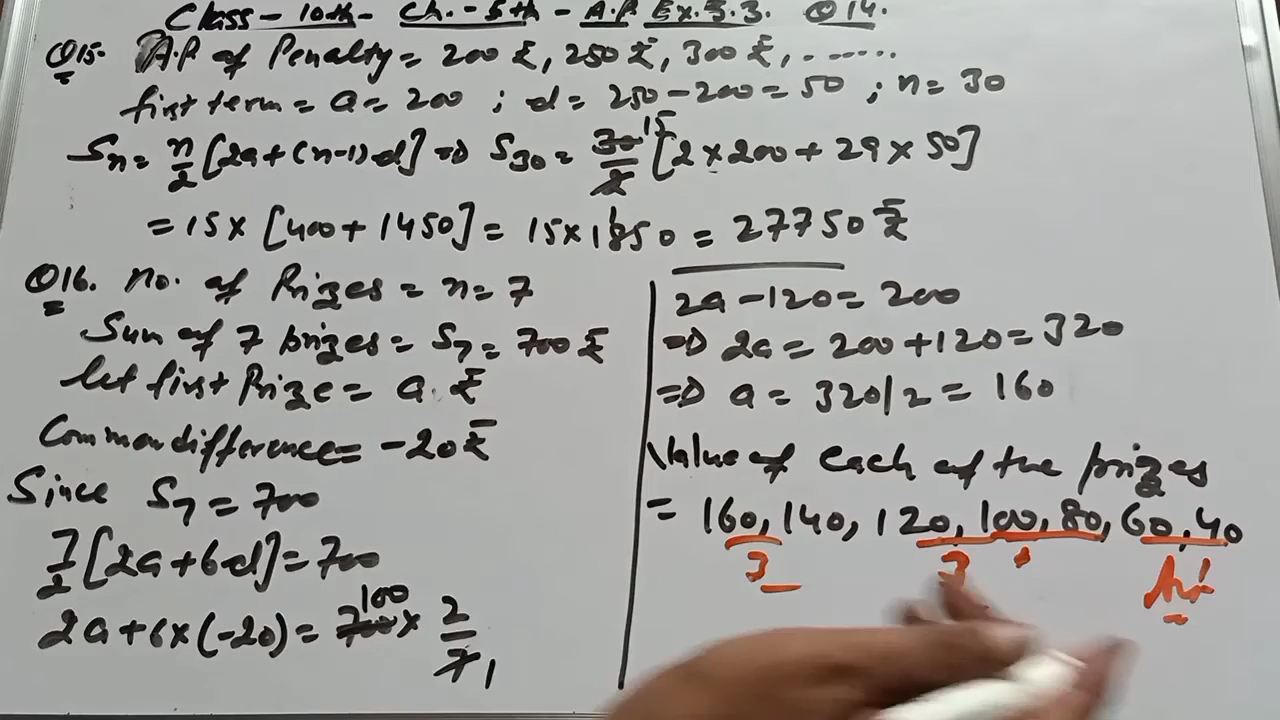 Class-10th- Ch.-5th-A.P Ex.5.3. Q14.
Q15. A.P of Penalty = 200 ₹, 250 ₹, 300 ₹, .......
first term = a = 200 ; d = 250-200 = 50 ; n = 30
Sn = n/2 [2a+(n-1)d] ⇒ S30 = 30/2 15 [2×200+29×50]
= 15× [400+1450] = 15×1850 = 27750 ₹
Q16. No. of Prizes = n = 7
Sum of 7 prizes = S7 = 700 ₹
let first Prize = a. ₹
Common difference = -20 ₹
Since S7 = 700
7/2 [2a+6d] = 700
2a+6×(-20) = 700 100 × 2/7 1
2a-120 = 200
⇒ 2a = 200+120 = 320
⇒ a = 320/2 = 160
Value of each of the prizes
= 160, 140, 120, 100, 80, 60, 40
Ans